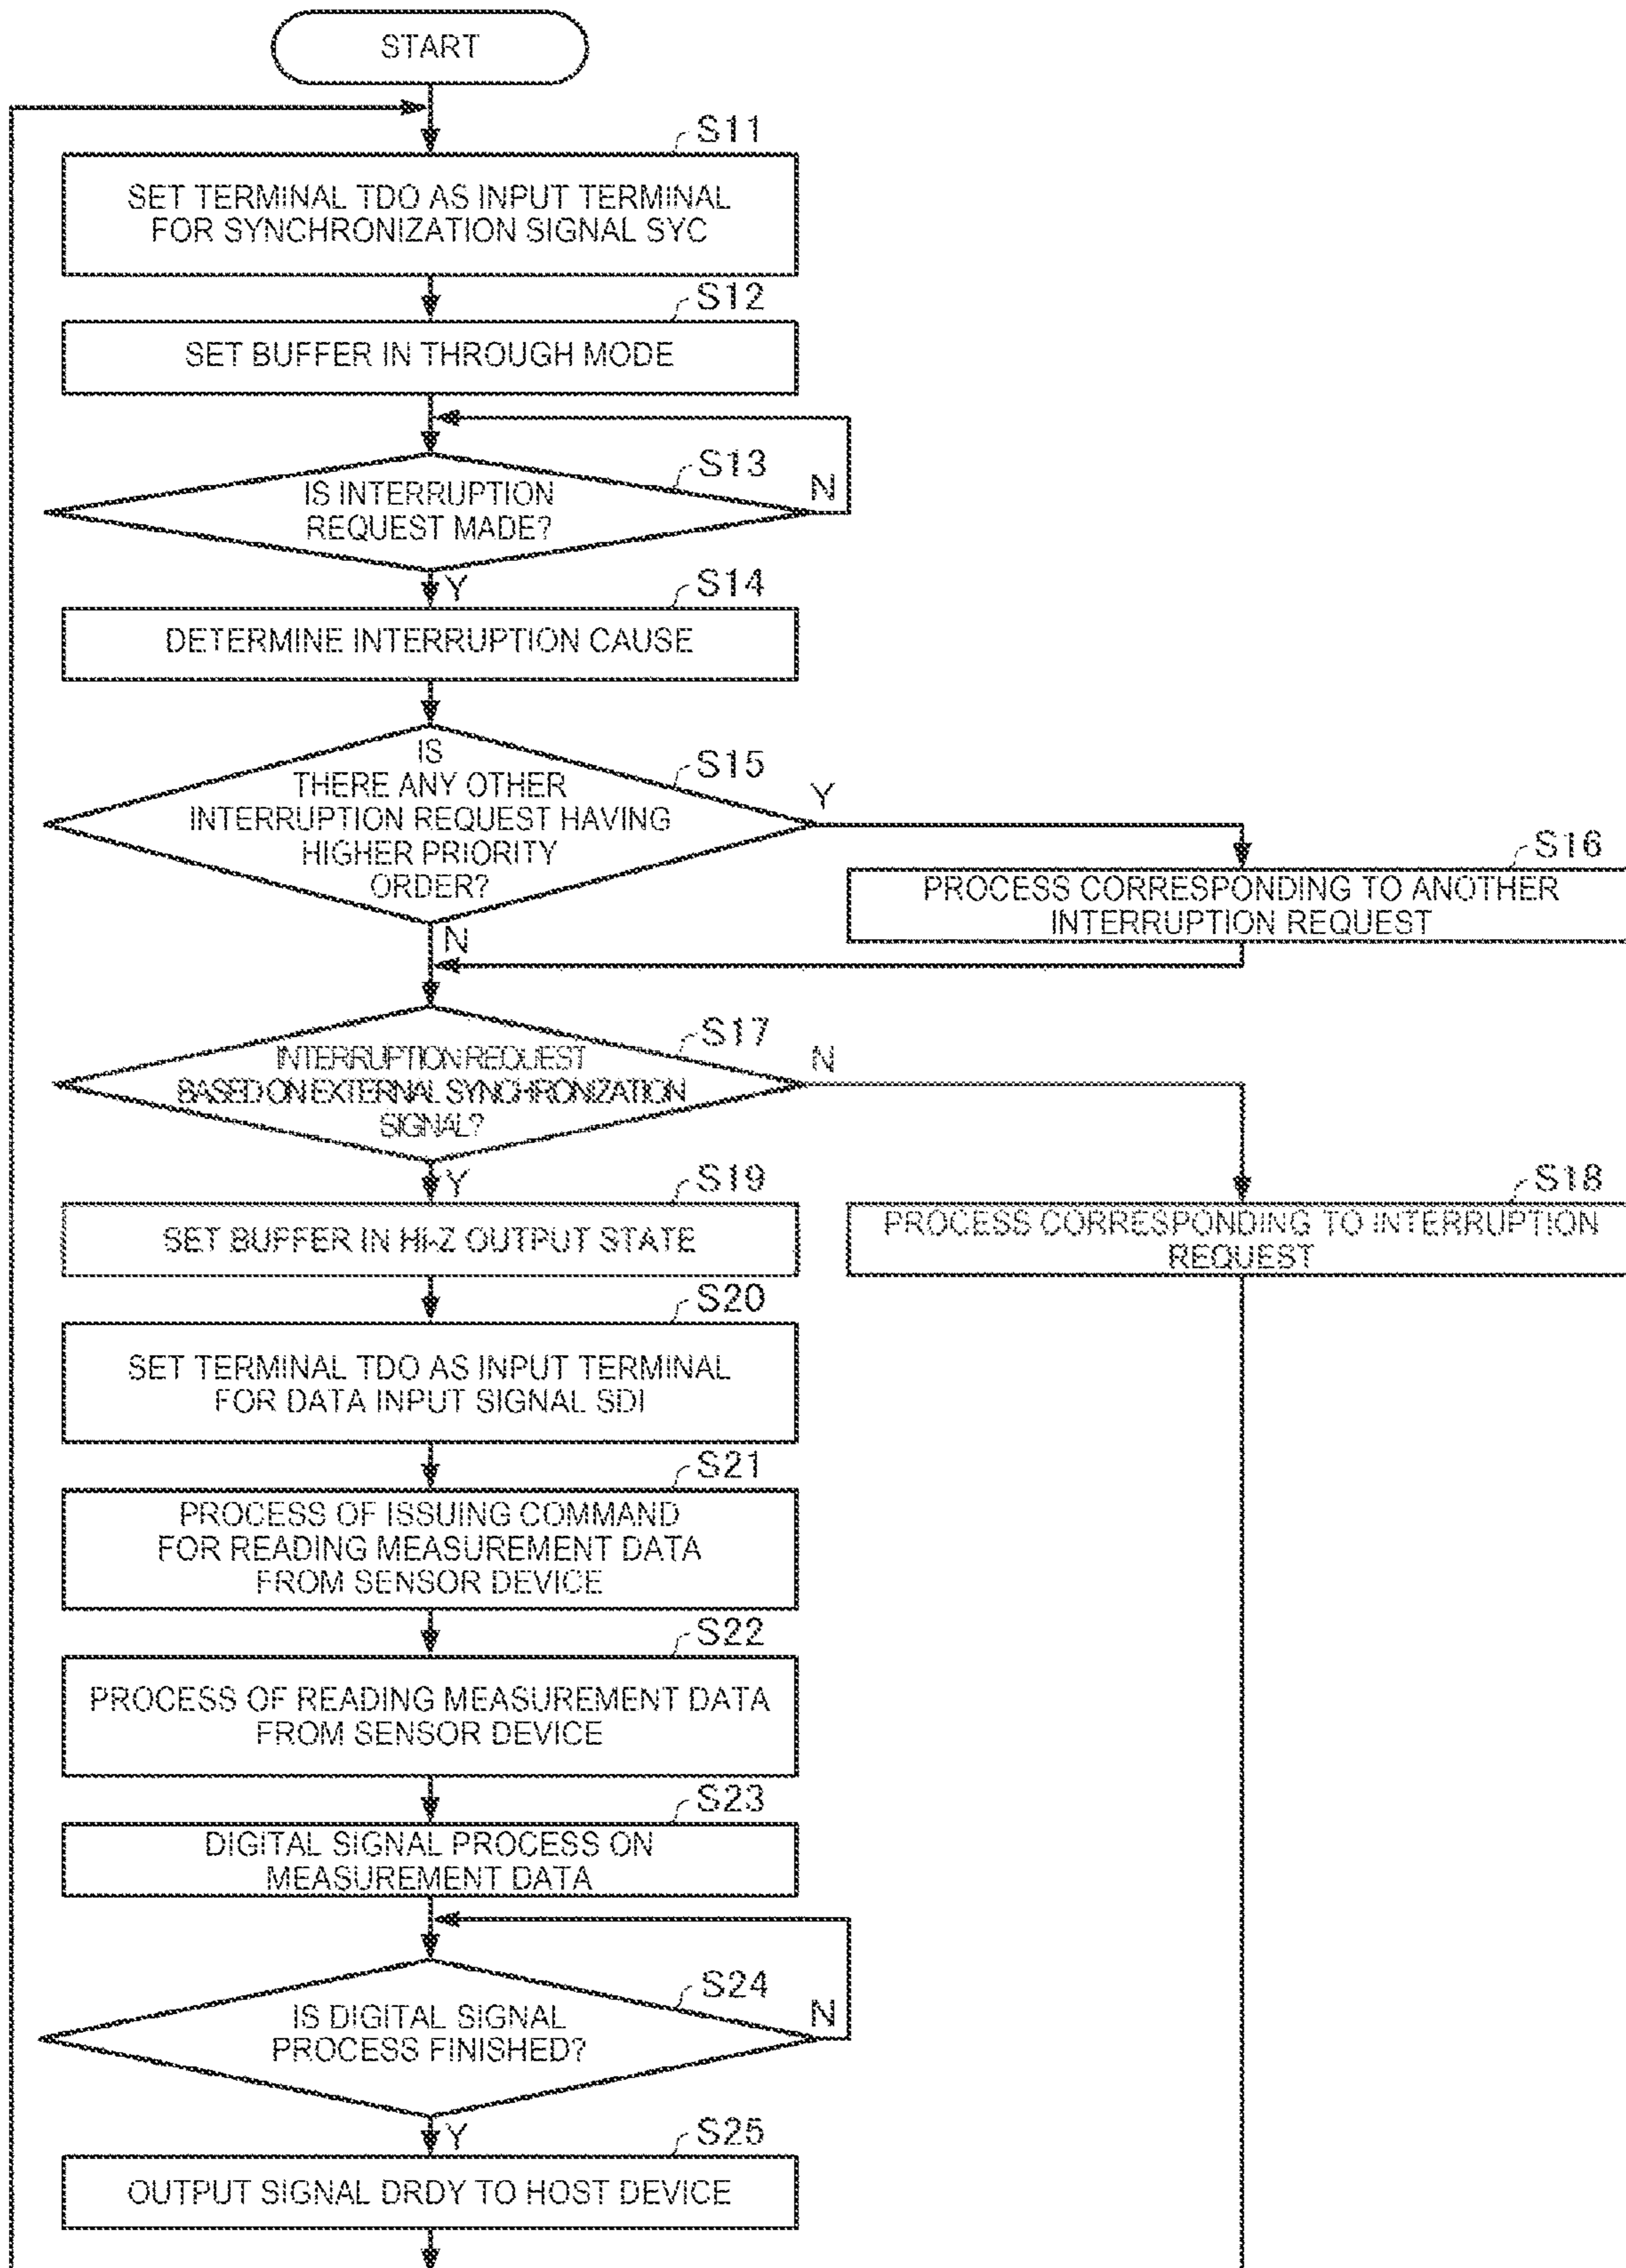 START
S11
SET TERMINAL TDO AS INPUT TERMINAL
FOR SYNCHRONIZATION SIGNAL SYC
S12
SET BUFFER IN THROUGH MODE
S13
IS INTERRUPTION
REQUEST MADE?
N
Y
S14
DETERMINE INTERRUPTION CAUSE
S15
IS
THERE ANY OTHER
INTERRUPTION REQUEST HAVING
HIGHER PRIORITY
ORDER?
Y
N
S16
PROCESS CORRESPONDING TO ANOTHER
INTERRUPTION REQUEST
S17
INTERRUPTION REQUEST
BASED ON EXTERNAL SYNCHRONIZATION
SIGNAL?
N
Y
S18
PROCESS CORRESPONDING TO INTERRUPTION
REQUEST
S19
SET BUFFER IN HI-Z OUTPUT STATE
S20
SET TERMINAL TDO AS INPUT TERMINAL
FOR DATA INPUT SIGNAL SDI
S21
PROCESS OF ISSUING COMMAND
FOR READING MEASUREMENT DATA
FROM SENSOR DEVICE
S22
PROCESS OF READING MEASUREMENT DATA
FROM SENSOR DEVICE
S23
DIGITAL SIGNAL PROCESS ON
MEASUREMENT DATA
S24
IS DIGITAL SIGNAL
PROCESS FINISHED?
N
Y
S25
OUTPUT SIGNAL DRDY TO HOST DEVICE